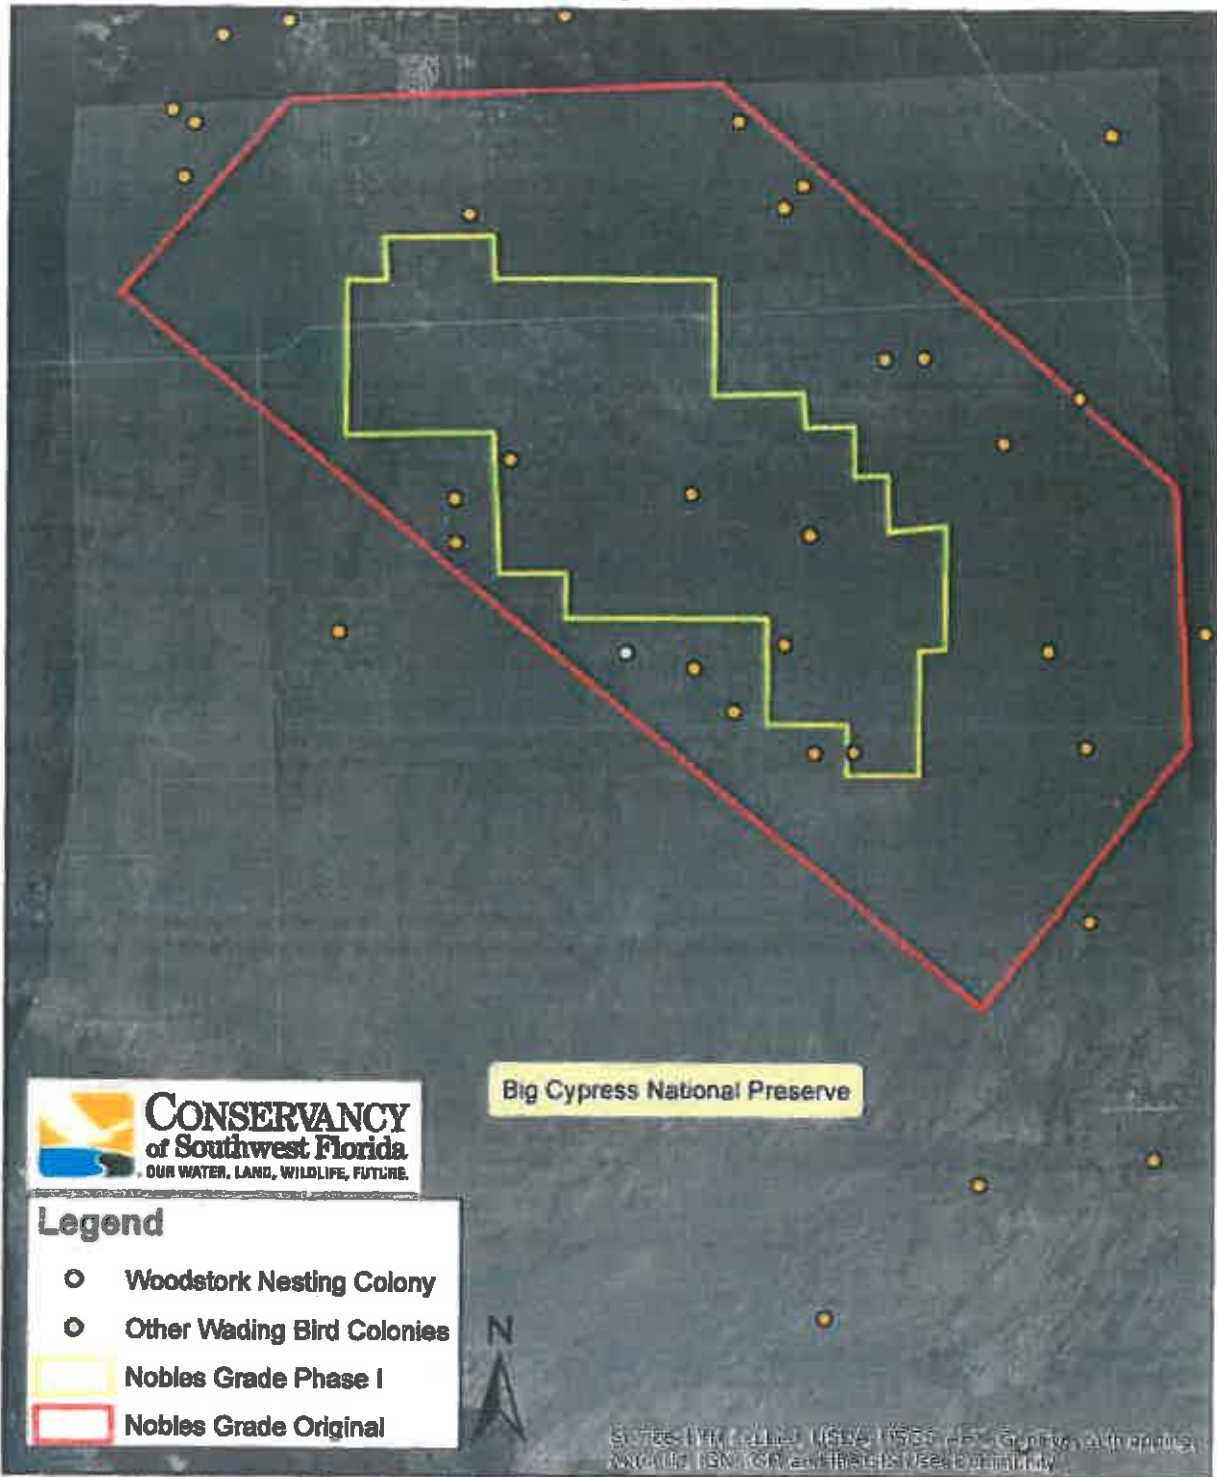 Big Cypress National Preserve
CONSERVANCY
of Southwest Florida
OUR WATER, LAND, WILDLIFE, FUTURE.
Legend
Woodstork Nesting Colony
Other Wading Bird Colonies
Nobles Grade Phase I
Nobles Grade Original
N